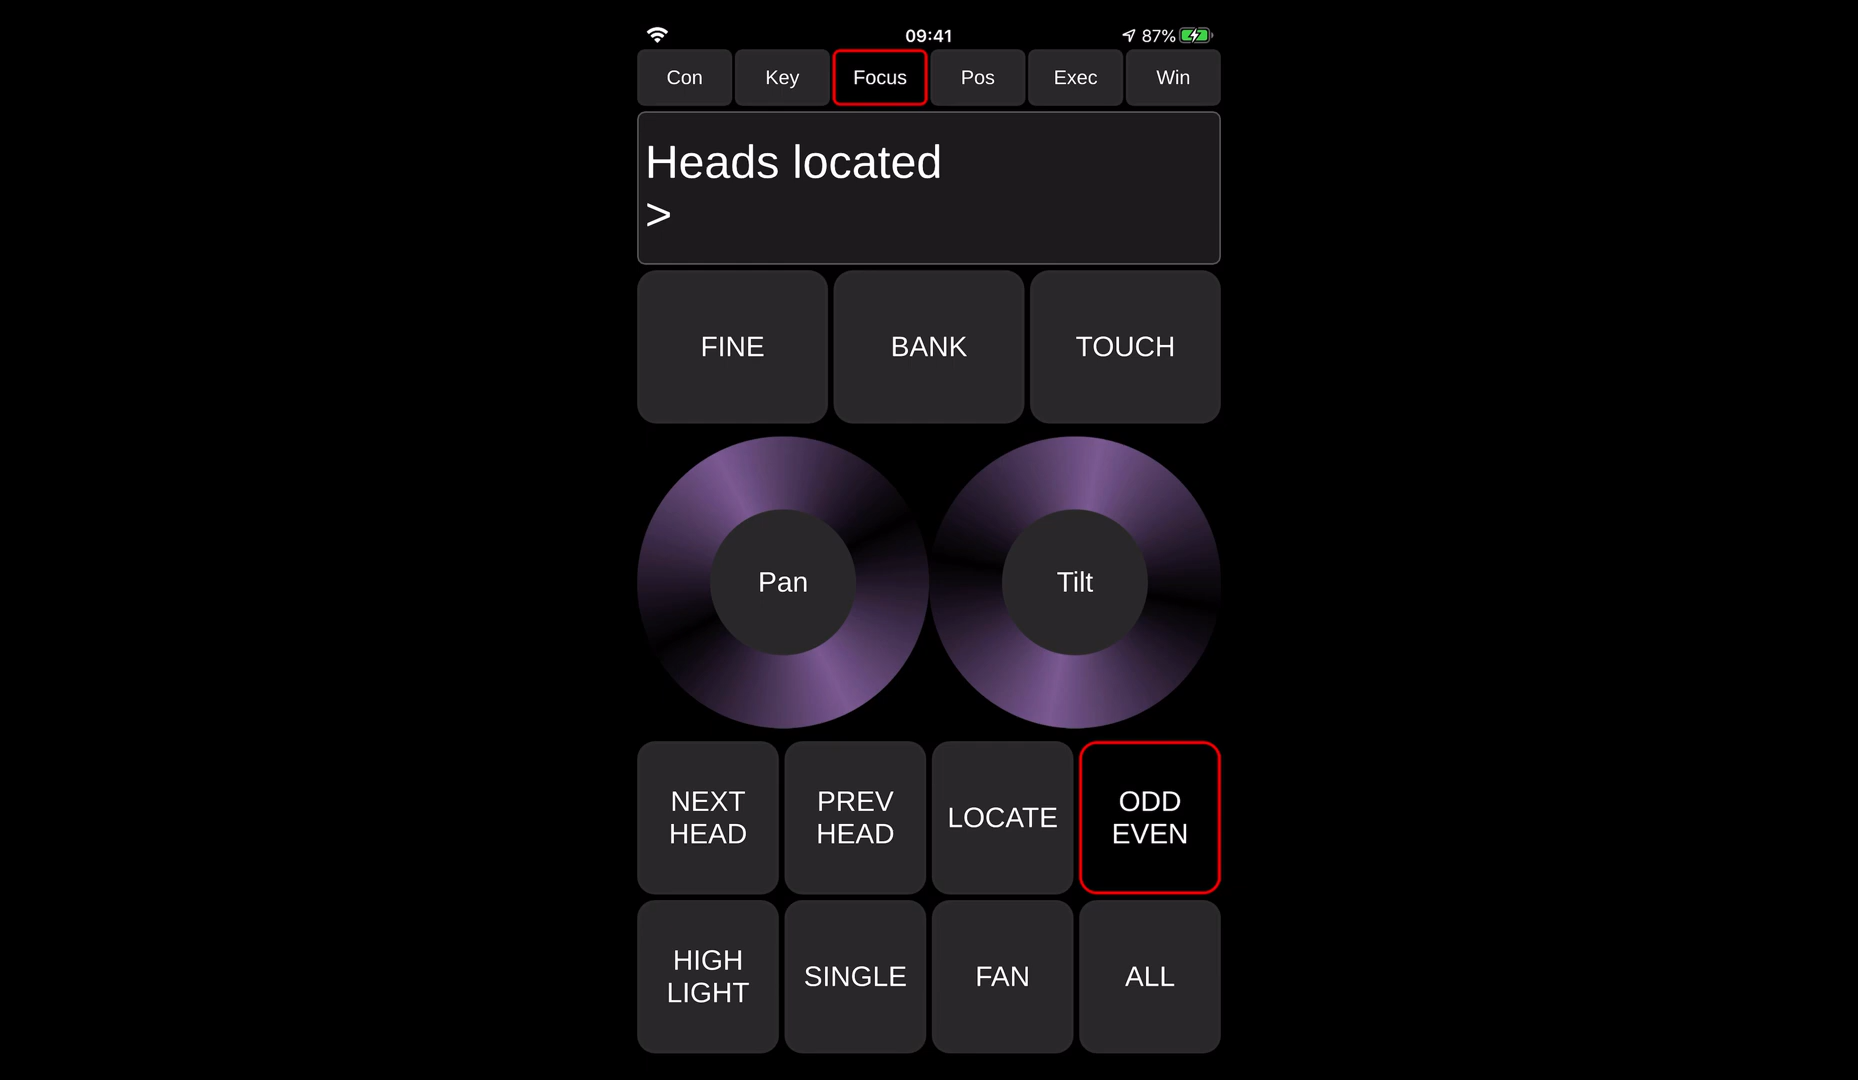 09:41
87%
Con Key Focus Pos Exec Win
Heads located
>
FINE BANK TOUCH
Pan Tilt
NEXT HEAD
PREV HEAD
LOCATE
ODD EVEN
HIGH LIGHT
SINGLE
FAN
ALL